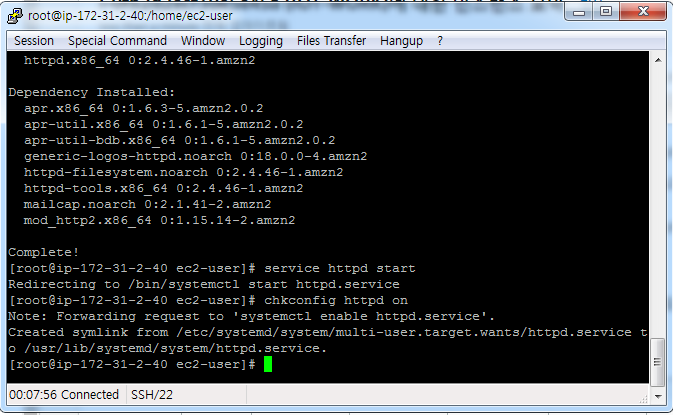 root@ip-172-31-2-40:/home/ec2-user
Session Special Command Window Logging Files Transfer Hangup ?
httpd.x86_64 0:2.4.46-1.amzn2
Dependency Installed:
apr.x86_64 0:1.6.3-5.amzn2.0.2
apr-util.x86_64 0:1.6.1-5.amzn2.0.2
apr-util-bdb.x86_64 0:1.6.1-5.amzn2.0.2
generic-logos-httpd.noarch 0:18.0.0-4.amzn2
httpd-filesystem.noarch 0:2.4.46-1.amzn2
httpd-tools.x86_64 0:2.4.46-1.amzn2
mailcap.noarch 0:2.1.41-2.amzn2
mod_http2.x86_64 0:1.15.14-2.amzn2
Complete!
[root@ip-172-31-2-40 ec2-user]# service httpd start
Redirecting to /bin/systemctl start httpd.service
[root@ip-172-31-2-40 ec2-user]# chkconfig httpd on
Note: Forwarding request to 'systemctl enable httpd.service'.
Created symlink from /etc/systemd/system/multi-user.target.wants/httpd.service t
o /usr/lib/systemd/system/httpd.service.
[root@ip-172-31-2-40 ec2-user]#
00:07:56 Connected SSH/22